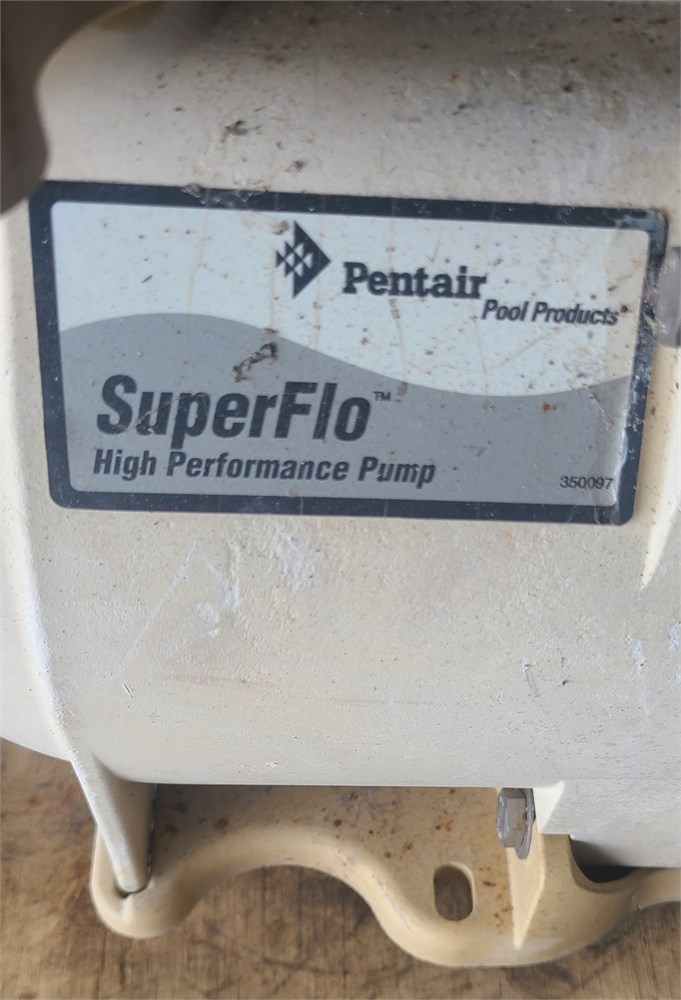 Pentair
Pool Products®
SuperFlo™
High Performance Pump
350097